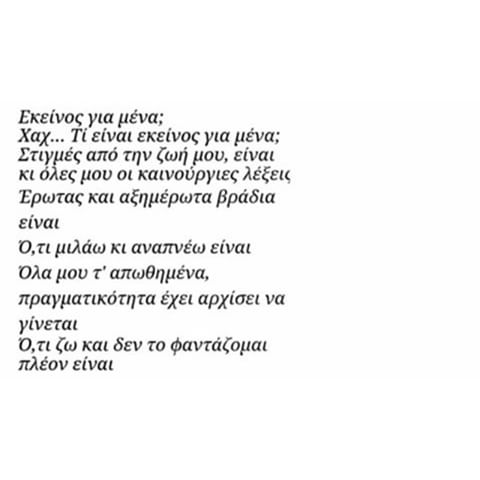 Εκείνος για μένα;
Χαχ... Τί είναι εκείνος για μένα;
Στιγμές από την ζωή μου, είναι
κι όλες μου οι καινούργιες λέξεις
Έρωτας και αξημέρωτα βράδια
είναι
Ό,τι μιλάω κι αναπνέω είναι
Όλα μου τ' απωθημένα,
πραγματικότητα έχει αρχίσει να
γίνεται
Ό,τι ζω και δεν το φαντάζομαι
πλέον είναι